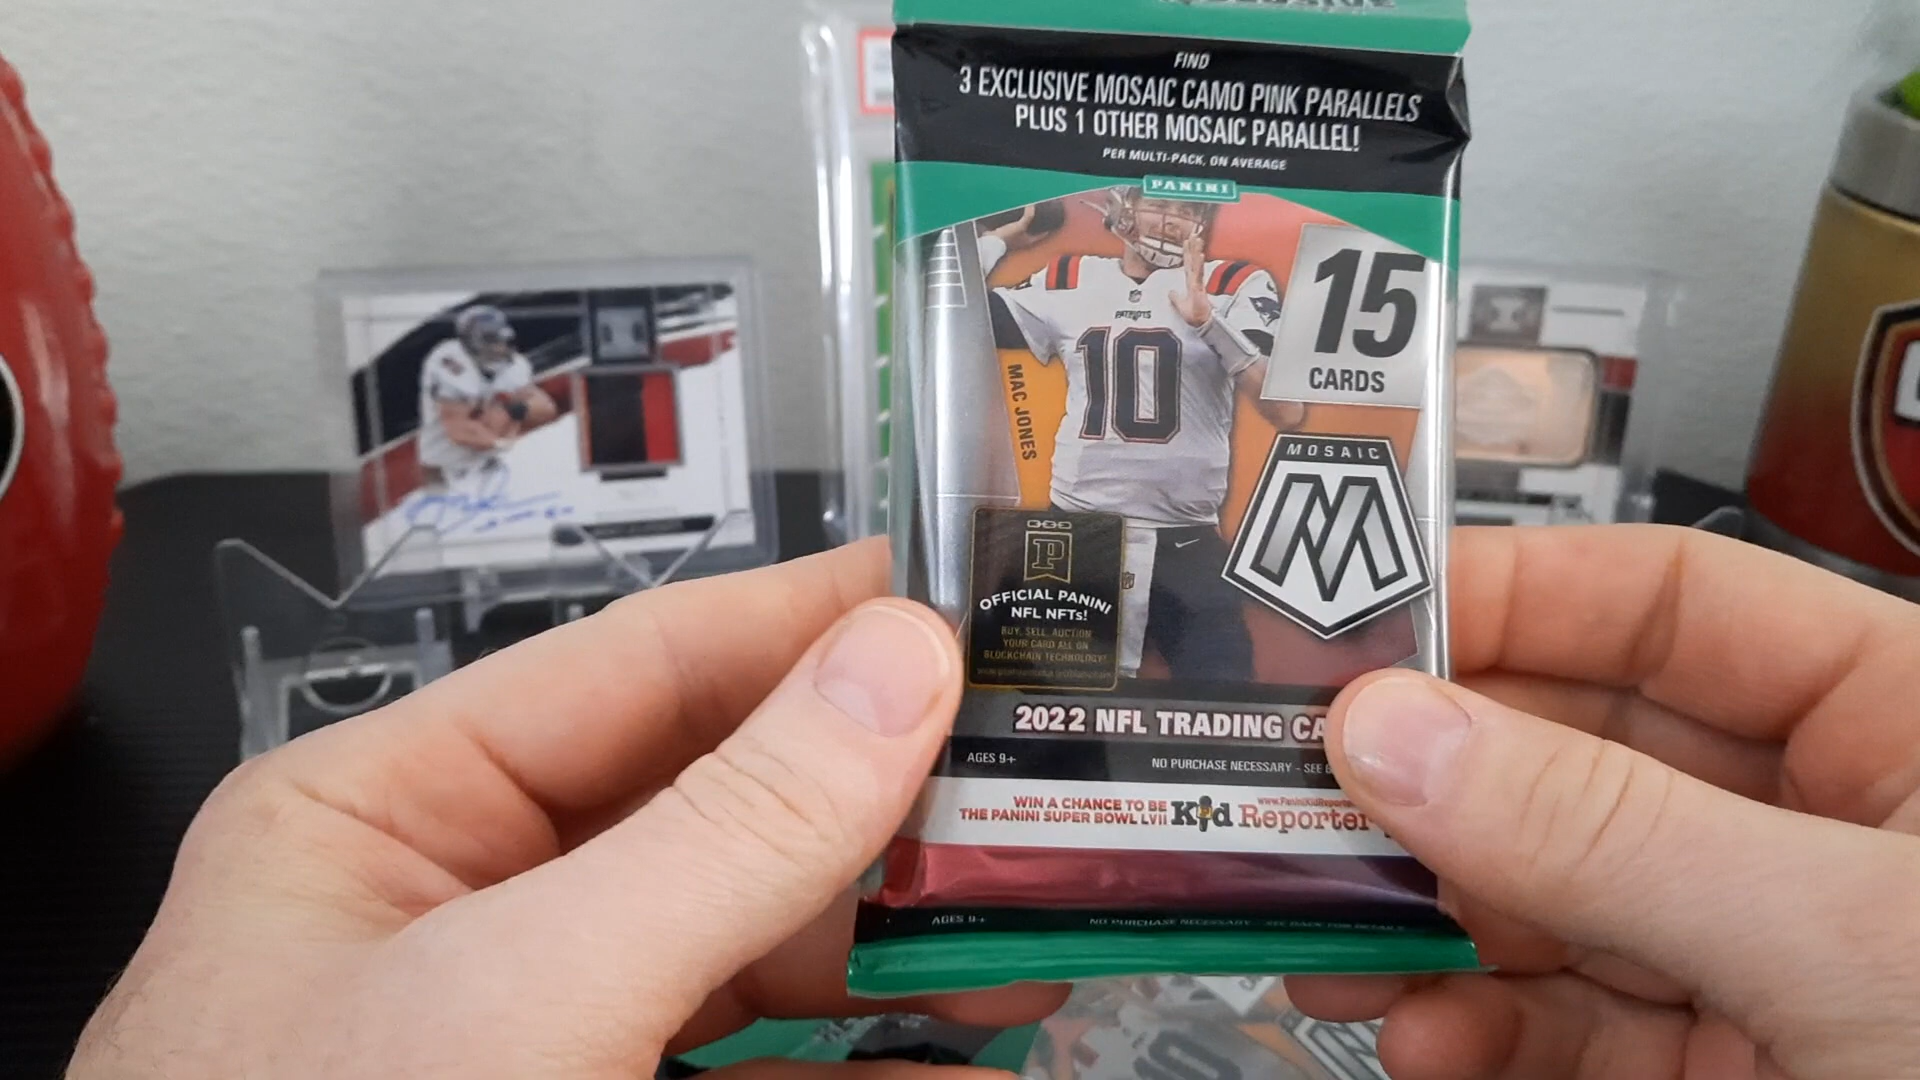 FIND
3 EXCLUSIVE MOSAIC CAMO PINK PARALLELS
PLUS 1 OTHER MOSAIC PARALLEL!
PER MULTI-PACK, ON AVERAGE
PANINI
15
CARDS
PATRIOTS
10
MAC JONES
MOSAIC
M
P
OFFICIAL PANINI
NFL NFTs!
BUY, SELL, AUCTION
YOUR CARD ALL ON
BLOCKCHAIN TECHNOLOGY!
2022 NFL TRADING CA
AGES 9+
NO PURCHASE NECESSARY - SEE
WIN A CHANCE TO BE
THE PANINI SUPER BOWL LVII
Kid Reporter
www.PaniniKidReporte
AGES 9+
NO PURCHASE NECESSARY - SEE PACK FOR DETAILS